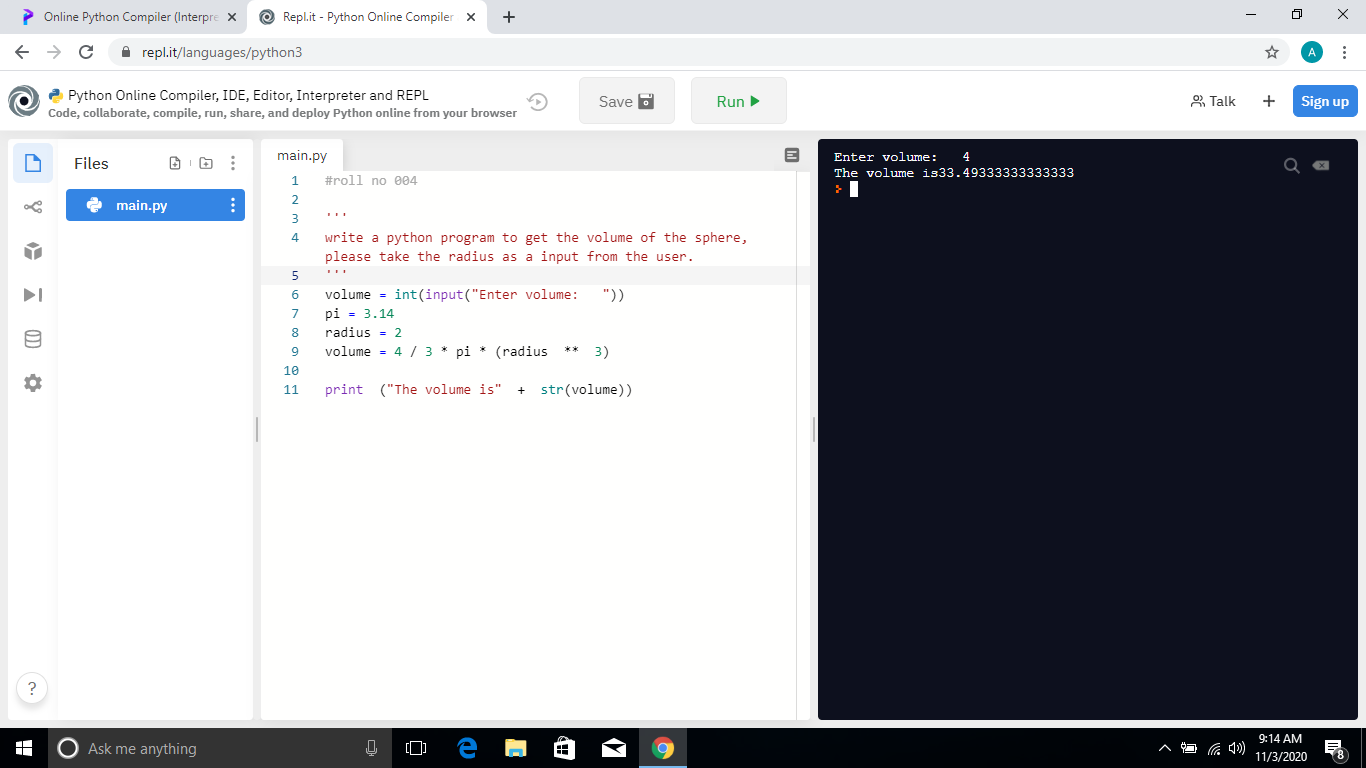 Online Python Compiler (Interpre
Repl.it - Python Online Compiler
repl.it/languages/python3
A
Python Online Compiler, IDE, Editor, Interpreter and REPL
Code, collaborate, compile, run, share, and deploy Python online from your browser
Save
Run
Talk
Sign up
Files
main.py
main.py
1 #roll no 004
2
3 '''
4 write a python program to get the volume of the sphere,
please take the radius as a input from the user.
5 '''
6 volume = int(input("Enter volume:   "))
7 pi = 3.14
8 radius = 2
9 volume = 4 / 3 * pi * (radius  **  3)
10
11 print  ("The volume is"  +  str(volume))
Enter volume:   4
The volume is33.49333333333333
>
?
Ask me anything
9:14 AM
11/3/2020
8